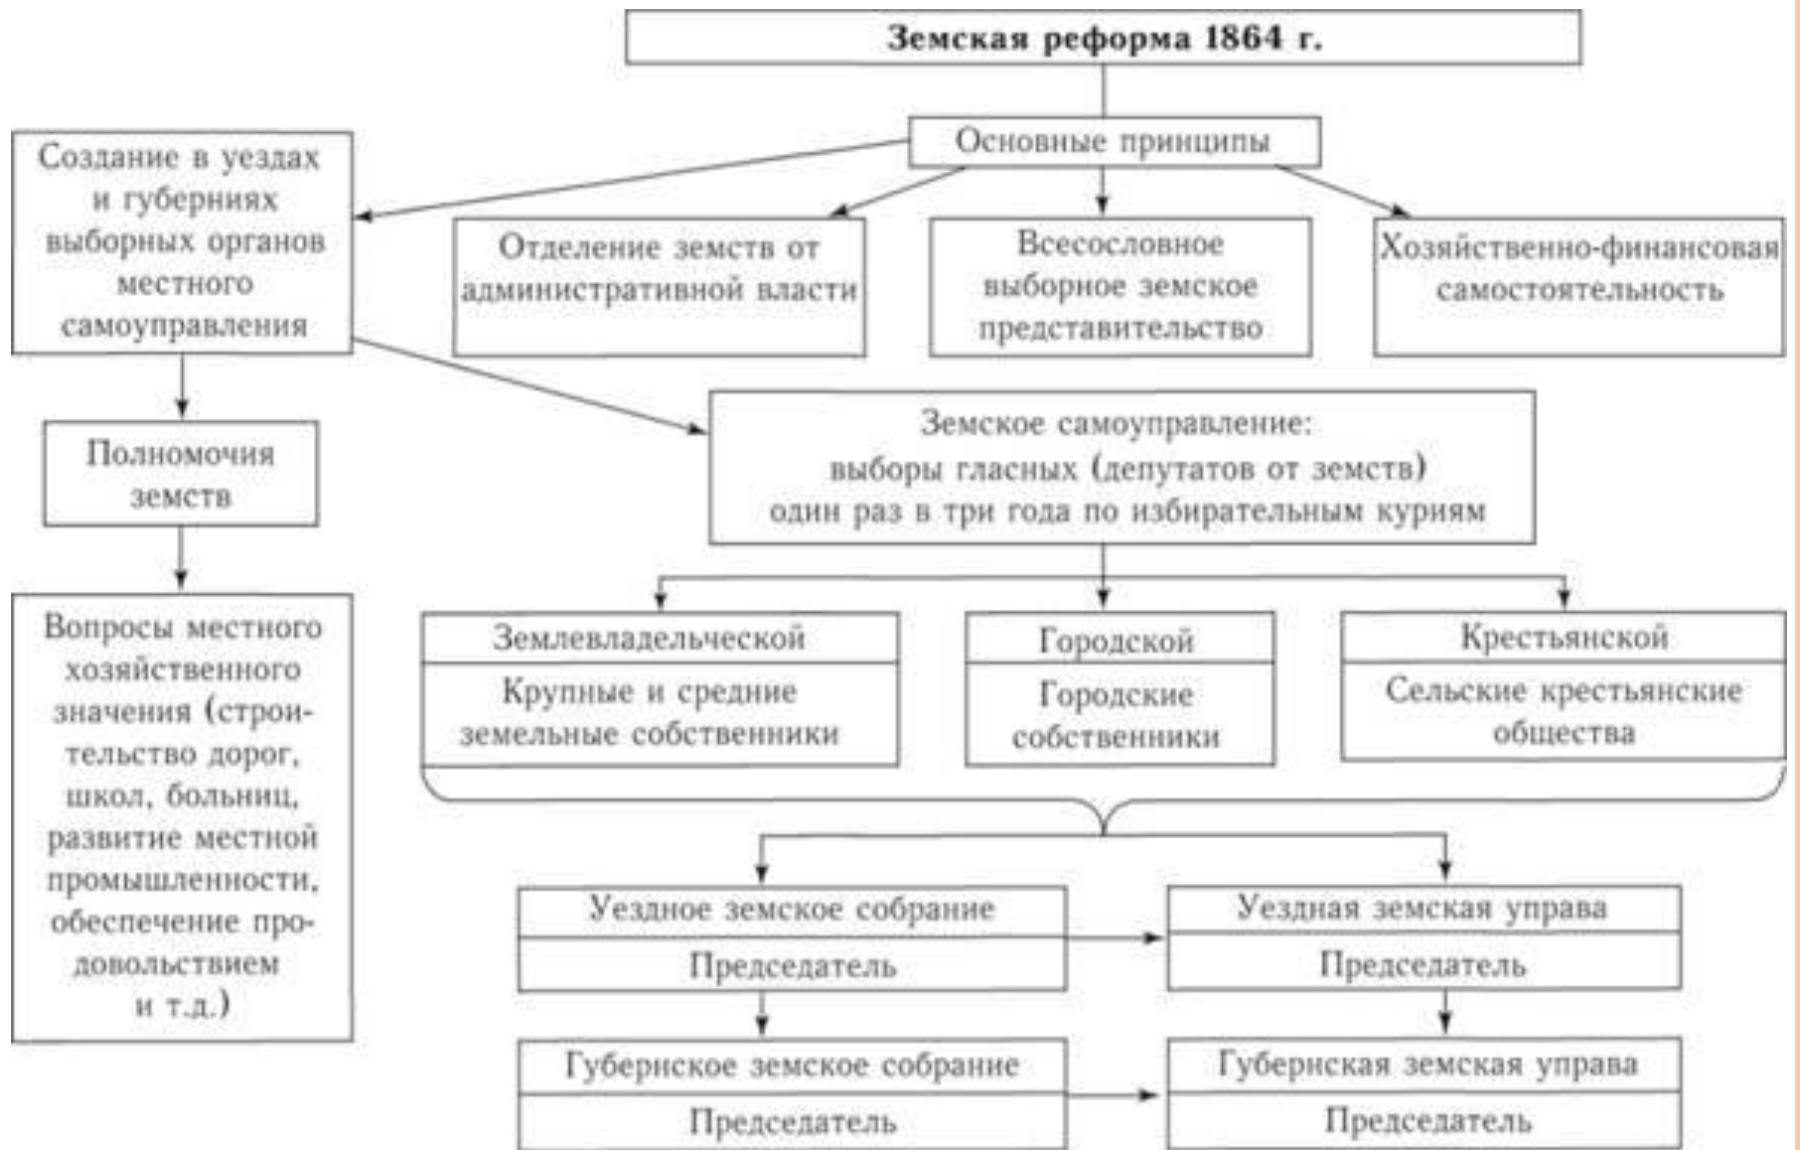 Земская реформа 1864 г.
Основные принципы
Создание в уездах
и губерниях
выборных органов
местного
самоуправления
Отделение земств от
административной власти
Всесословное
выборное земское
представительство
Хозяйственно-финансовая
самостоятельность
Полномочия
земств
Земское самоуправление:
выборы гласных (депутатов от земств)
один раз в три года по избирательным куриям
Вопросы местного
хозяйственного
значения (строи-
тельство дорог,
школ, больниц,
развитие местной
промышленности,
обеспечение про-
довольствием
и т.д.)
Землевладельческой
Крупные и средние
земельные собственники
Городской
Городские
собственники
Крестьянской
Сельские крестьянские
общества
Уездное земское собрание
Председатель
Уездная земская управа
Председатель
Губернское земское собрание
Председатель
Губернская земская управа
Председатель